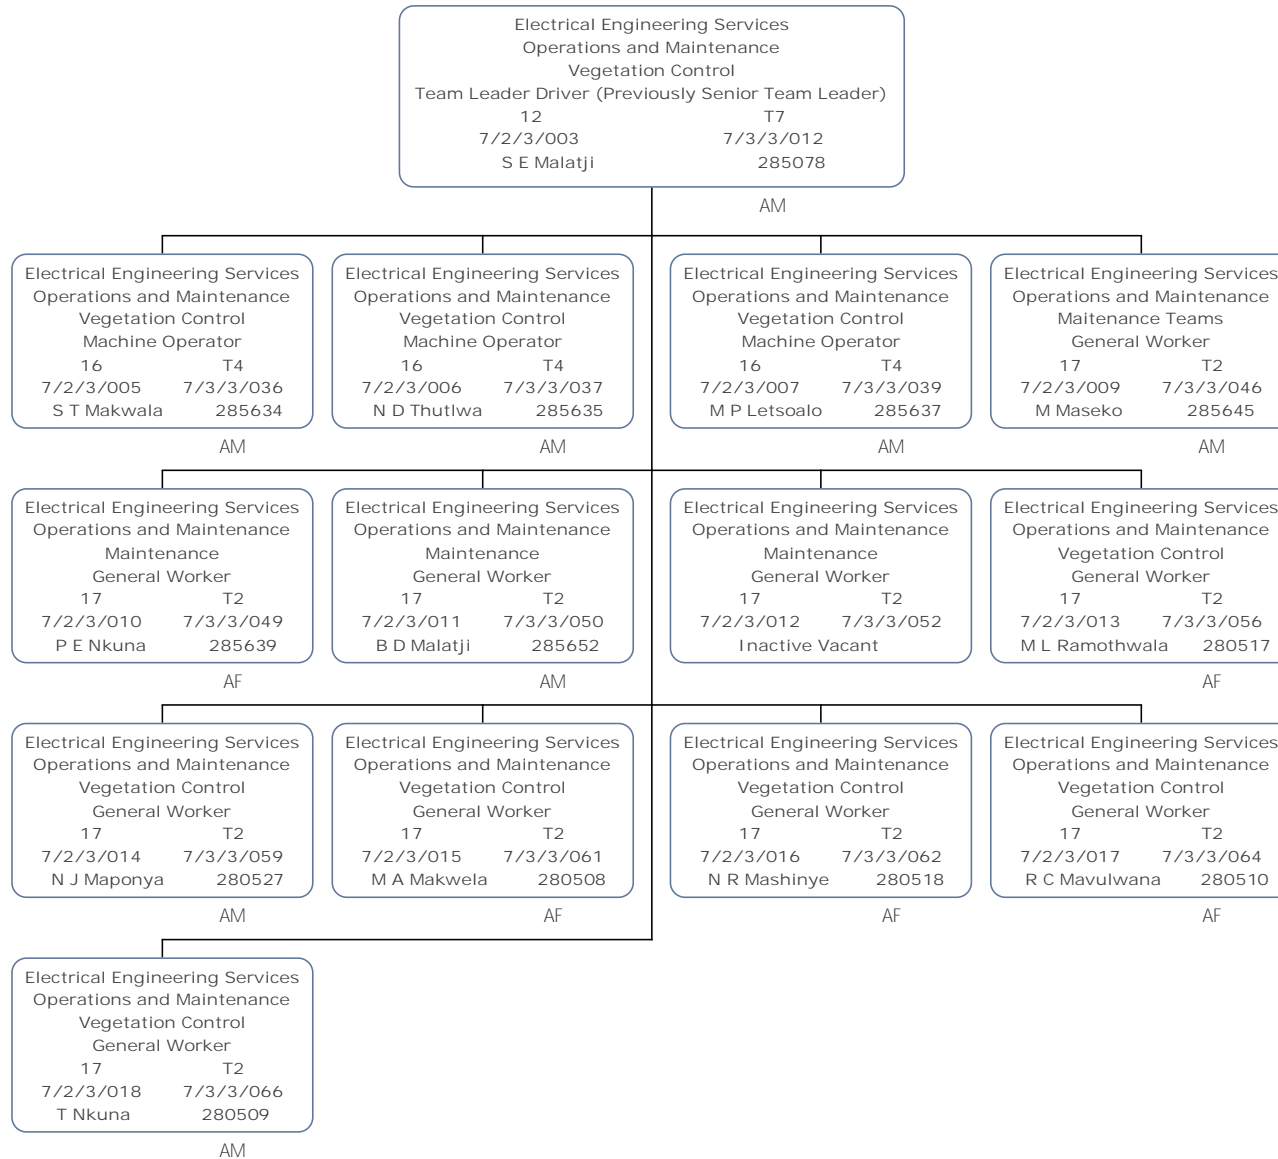 Electrical Engineering Services
Operations and Maintenance
Vegetation Control
Team Leader Driver (Previously Senior Team Leader)
12 T7
7/2/3/003 7/3/3/012
S E Malatji 285078
AM
Electrical Engineering Services
Operations and Maintenance
Vegetation Control
Machine Operator
16 T4
7/2/3/005 7/3/3/036
S T Makwala 285634
AM
Electrical Engineering Services
Operations and Maintenance
Vegetation Control
Machine Operator
16 T4
7/2/3/006 7/3/3/037
N D Thutlwa 285635
AM
Electrical Engineering Services
Operations and Maintenance
Vegetation Control
Machine Operator
16 T4
7/2/3/007 7/3/3/039
M P Letsoalo 285637
AM
Electrical Engineering Services
Operations and Maintenance
Maitenance Teams
General Worker
17 T2
7/2/3/009 7/3/3/046
M Maseko 285645
AM
Electrical Engineering Services
Operations and Maintenance
Maintenance
General Worker
17 T2
7/2/3/010 7/3/3/049
P E Nkuna 285639
AF
Electrical Engineering Services
Operations and Maintenance
Maintenance
General Worker
17 T2
7/2/3/011 7/3/3/050
B D Malatji 285652
AM
Electrical Engineering Services
Operations and Maintenance
Maintenance
General Worker
17 T2
7/2/3/012 7/3/3/052
Inactive Vacant
Electrical Engineering Services
Operations and Maintenance
Vegetation Control
General Worker
17 T2
7/2/3/013 7/3/3/056
M L Ramothwala 280517
AF
Electrical Engineering Services
Operations and Maintenance
Vegetation Control
General Worker
17 T2
7/2/3/014 7/3/3/059
N J Maponya 280527
AM
Electrical Engineering Services
Operations and Maintenance
Vegetation Control
General Worker
17 T2
7/2/3/015 7/3/3/061
M A Makwela 280508
AF
Electrical Engineering Services
Operations and Maintenance
Vegetation Control
General Worker
17 T2
7/2/3/016 7/3/3/062
N R Mashinye 280518
AF
Electrical Engineering Services
Operations and Maintenance
Vegetation Control
General Worker
17 T2
7/2/3/017 7/3/3/064
R C Mavulwana 280510
AF
Electrical Engineering Services
Operations and Maintenance
Vegetation Control
General Worker
17 T2
7/2/3/018 7/3/3/066
T Nkuna 280509
AM